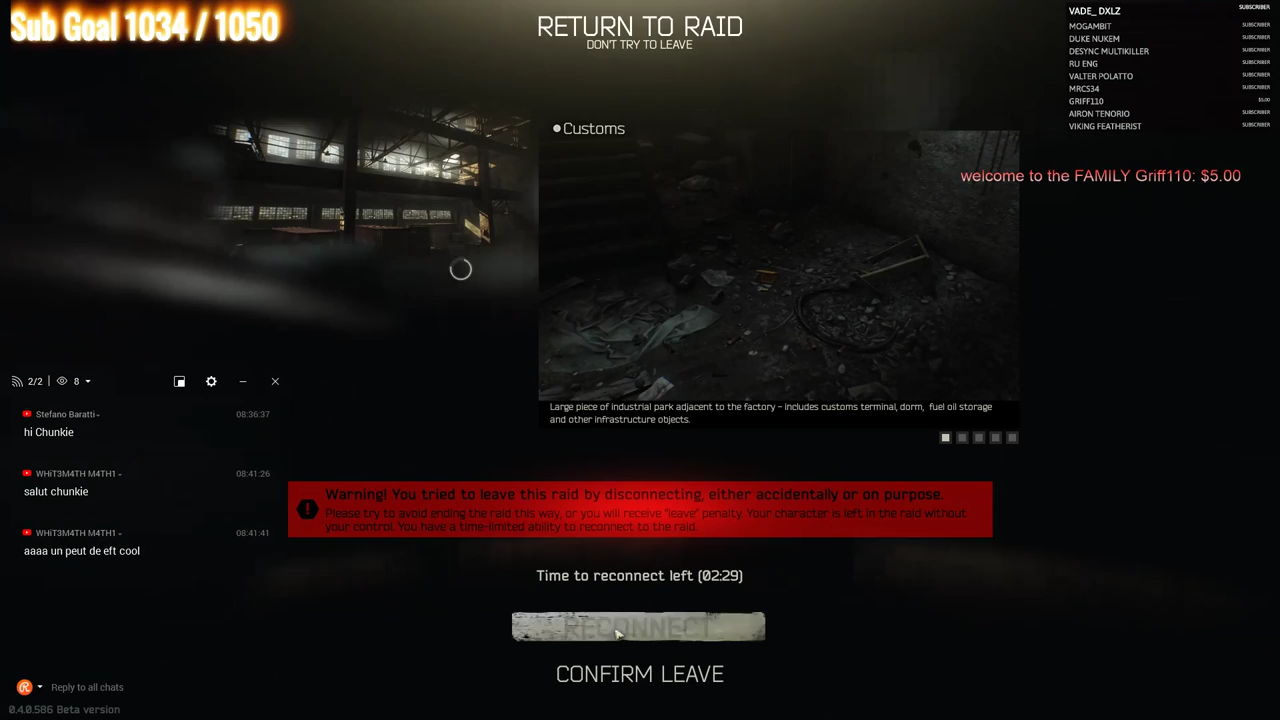 Sub Goal 1034 / 1050
RETURN TO RAID
DON'T TRY TO LEAVE
VADE_ DXLZ SUBSCRIBER
MOGAMBIT SUBSCRIBER
DUKE NUKEM SUBSCRIBER
DESYNC MULTIKILLER SUBSCRIBER
RU ENG SUBSCRIBER
VALTER POLATTO SUBSCRIBER
MRCS34 SUBSCRIBER
GRIFF110 $5.00
AIRON TENORIO SUBSCRIBER
VIKING FEATHERIST SUBSCRIBER
welcome to the FAMILY Griff110: $5.00
Customs
Large piece of industrial park adjacent to the factory - includes customs terminal, dorm, fuel oil storage
and other infrastructure objects.
2/2 8
Stefano Baratti 08:36:37
hi Chunkie
WHiT3M4TH M4TH1 08:41:26
salut chunkie
WHiT3M4TH M4TH1 08:41:41
aaaa un peut de eft cool
Warning! You tried to leave this raid by disconnecting, either accidentally or on purpose.
Please try to avoid ending the raid this way, or you will receive "leave" penalty. Your character is left in the raid without
your control. You have a time-limited ability to reconnect to the raid.
Time to reconnect left (02:29)
RECONNECT
CONFIRM LEAVE
Reply to all chats
0.4.0.586 Beta version